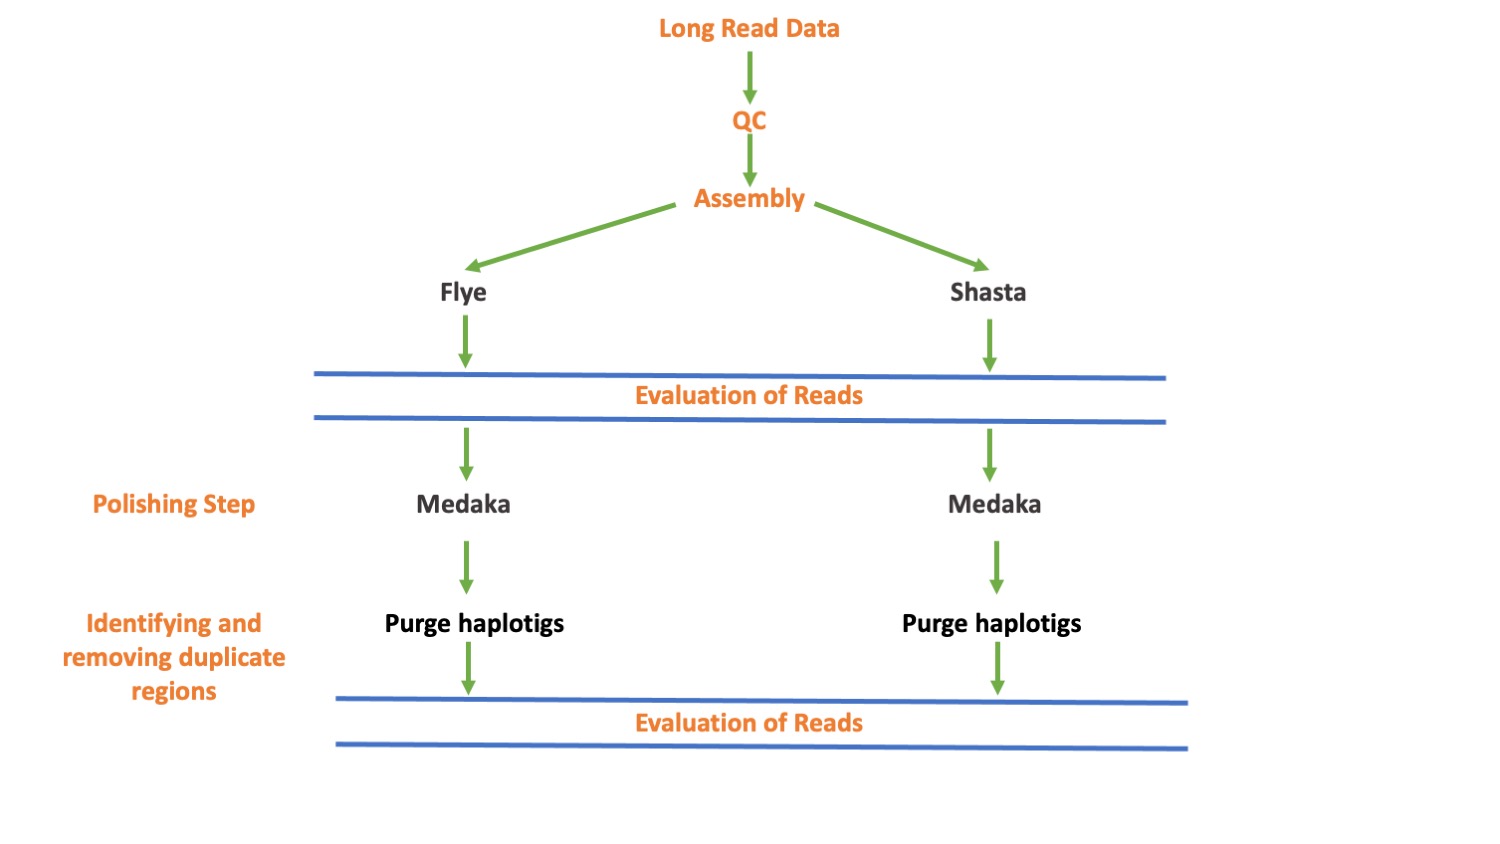 Long Read Data
QC
Assembly
Flye
Shasta
Evaluation of Reads
Polishing Step
Medaka
Medaka
Identifying and
removing duplicate
regions
Purge haplotigs
Purge haplotigs
Evaluation of Reads